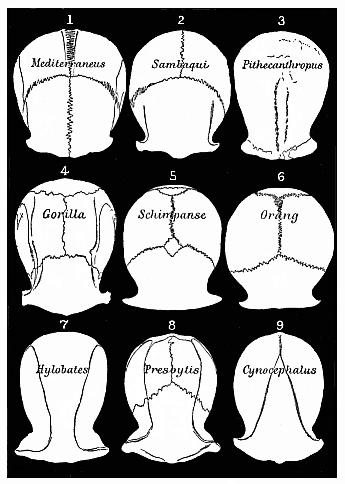 1 2 3
Mediterraneus Sambaqui Pithecanthropus
4 5 6
Gorilla Schimpanse Orang
7 8 9
Hylobates Presbytis Cynocephalus